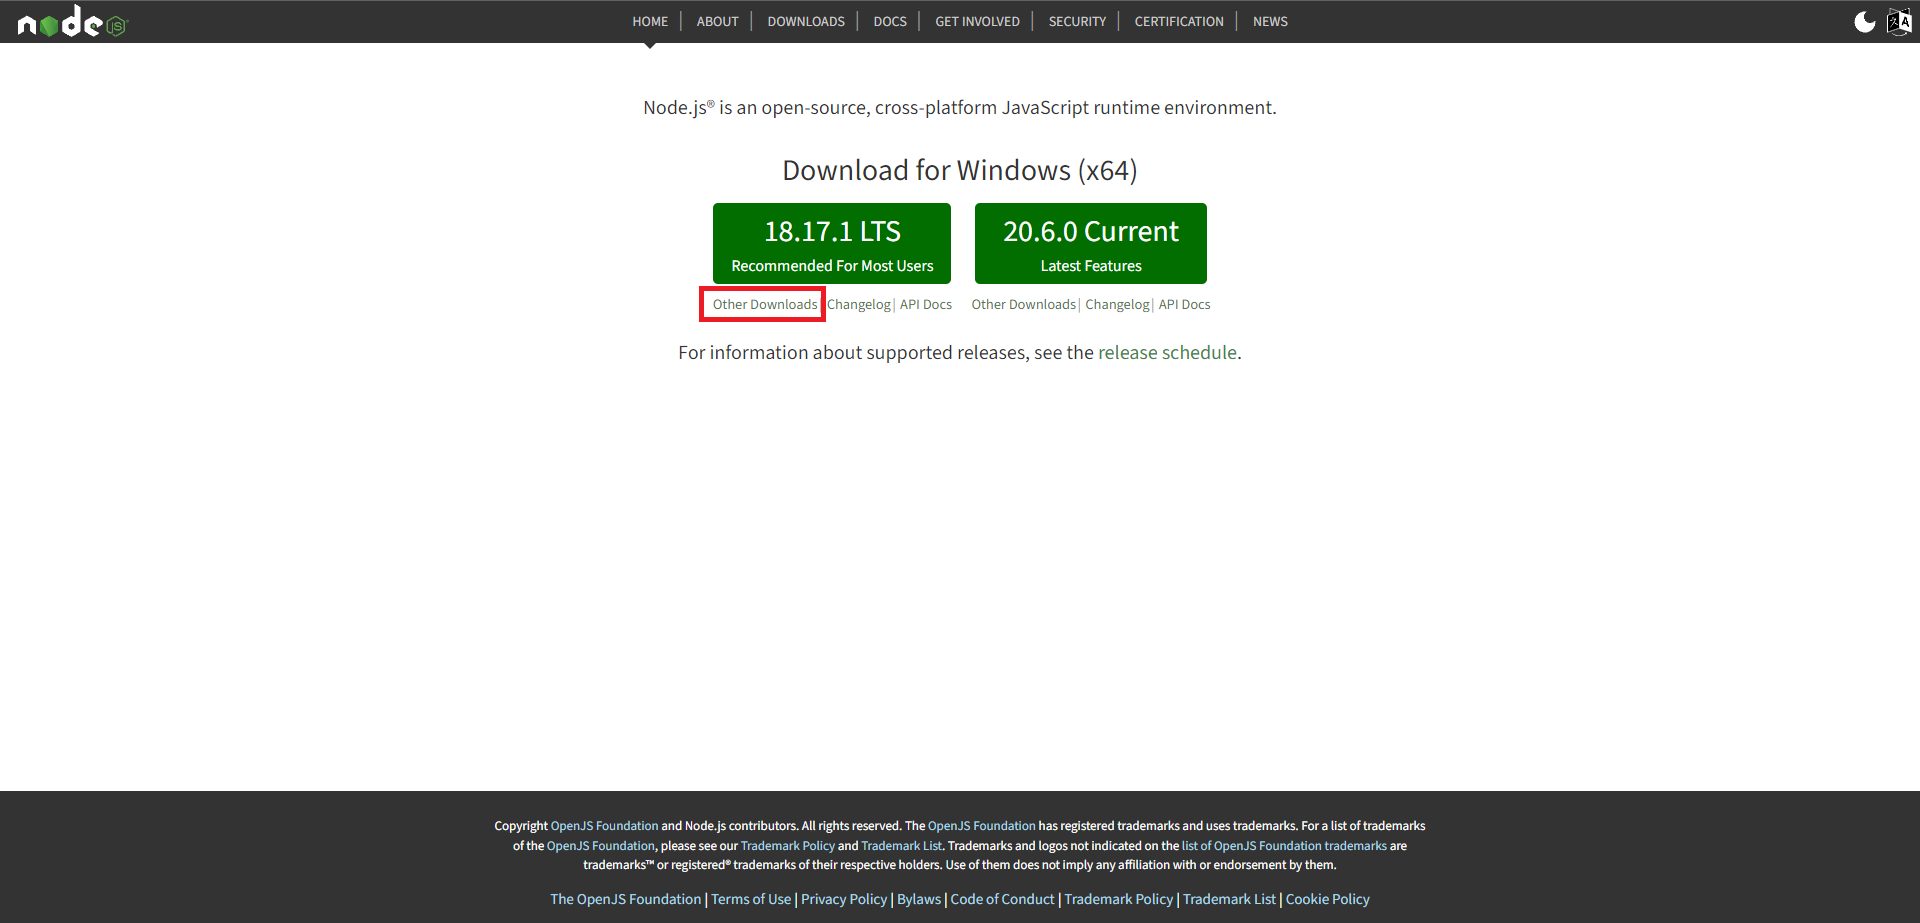 node JS
HOME | ABOUT | DOWNLOADS | DOCS | GET INVOLVED | SECURITY | CERTIFICATION | NEWS
Node.js® is an open-source, cross-platform JavaScript runtime environment.
Download for Windows (x64)
18.17.1 LTS
Recommended For Most Users
20.6.0 Current
Latest Features
Other Downloads | Changelog | API Docs
Other Downloads | Changelog | API Docs
For information about supported releases, see the release schedule.
Copyright OpenJS Foundation and Node.js contributors. All rights reserved. The OpenJS Foundation has registered trademarks and uses trademarks. For a list of trademarks
of the OpenJS Foundation, please see our Trademark Policy and Trademark List. Trademarks and logos not indicated on the list of OpenJS Foundation trademarks are
trademarks™ or registered® trademarks of their respective holders. Use of them does not imply any affiliation with or endorsement by them.
The OpenJS Foundation | Terms of Use | Privacy Policy | Bylaws | Code of Conduct | Trademark Policy | Trademark List | Cookie Policy